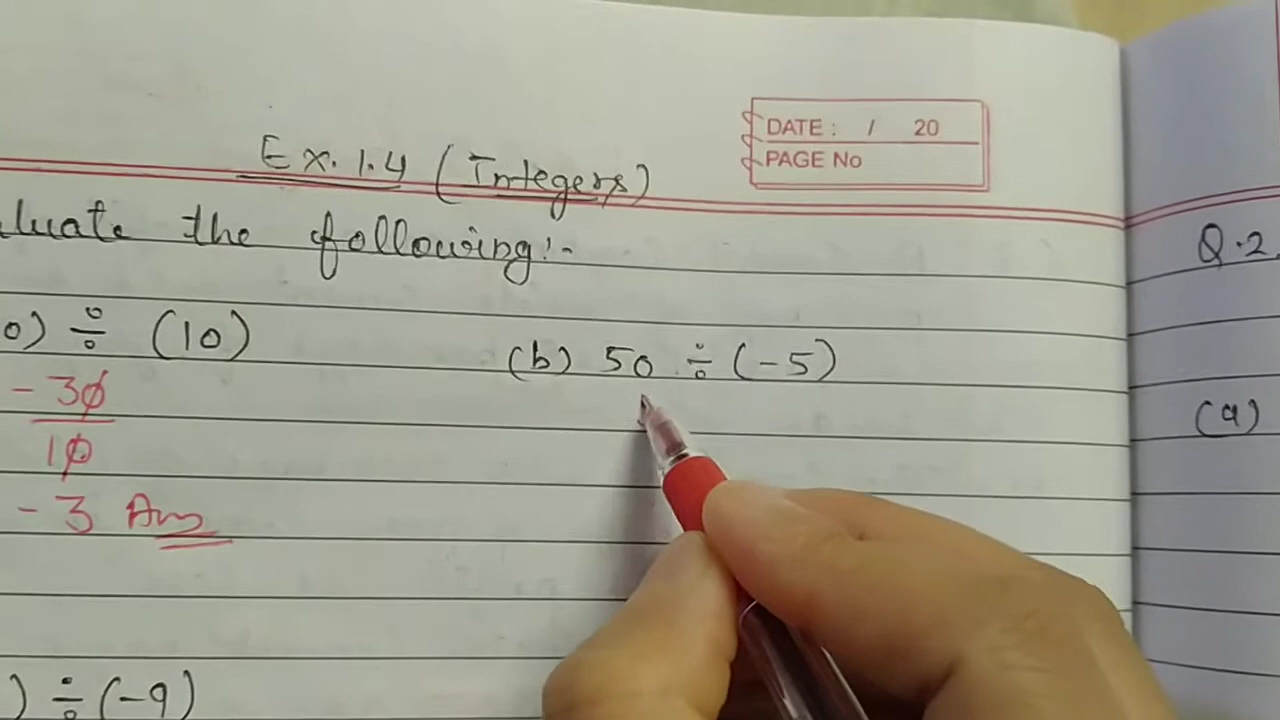 DATE : / 20
PAGE No
Ex. 1.4 (Integers)
luate the following:-
Q.2.
0) ÷ (10)
(b) 50 ÷ (-5)
- 30
10
- 3 Ans
(a)
) ÷ (-9)